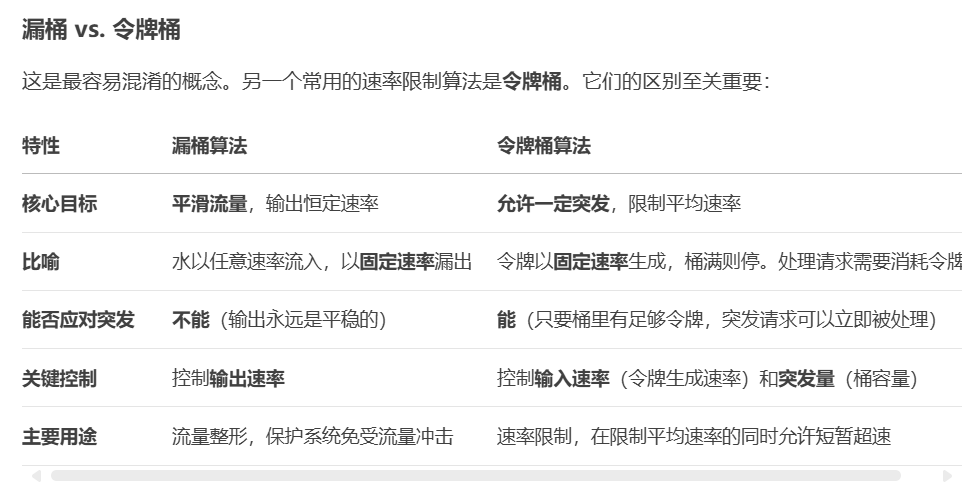 漏桶 vs. 令牌桶
这是最容易混淆的概念。另一个常用的速率限制算法是令牌桶。它们的区别至关重要：
特性 漏桶算法 令牌桶算法
核心目标 平滑流量，输出恒定速率 允许一定突发，限制平均速率
比喻 水以任意速率流入，以固定速率漏出 令牌以固定速率生成，桶满则停。处理请求需要消耗令牌
能否应对突发 不能（输出永远是平稳的） 能（只要桶里有足够令牌，突发请求可以立即被处理）
关键控制 控制输出速率 控制输入速率（令牌生成速率）和突发量（桶容量）
主要用途 流量整形，保护系统免受流量冲击 速率限制，在限制平均速率的同时允许短暂超速